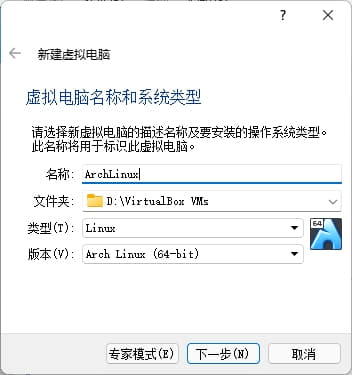 ?
新建虚拟电脑
虚拟电脑名称和系统类型
请选择新虚拟电脑的描述名称及要安装的操作系统类型。
此名称将用于标识此虚拟电脑。
名称: ArchLinux
文件夹: D:\VirtualBox VMs
类型(T): Linux
64
版本(V): Arch Linux (64-bit)
专家模式(E) 下一步(N) 取消